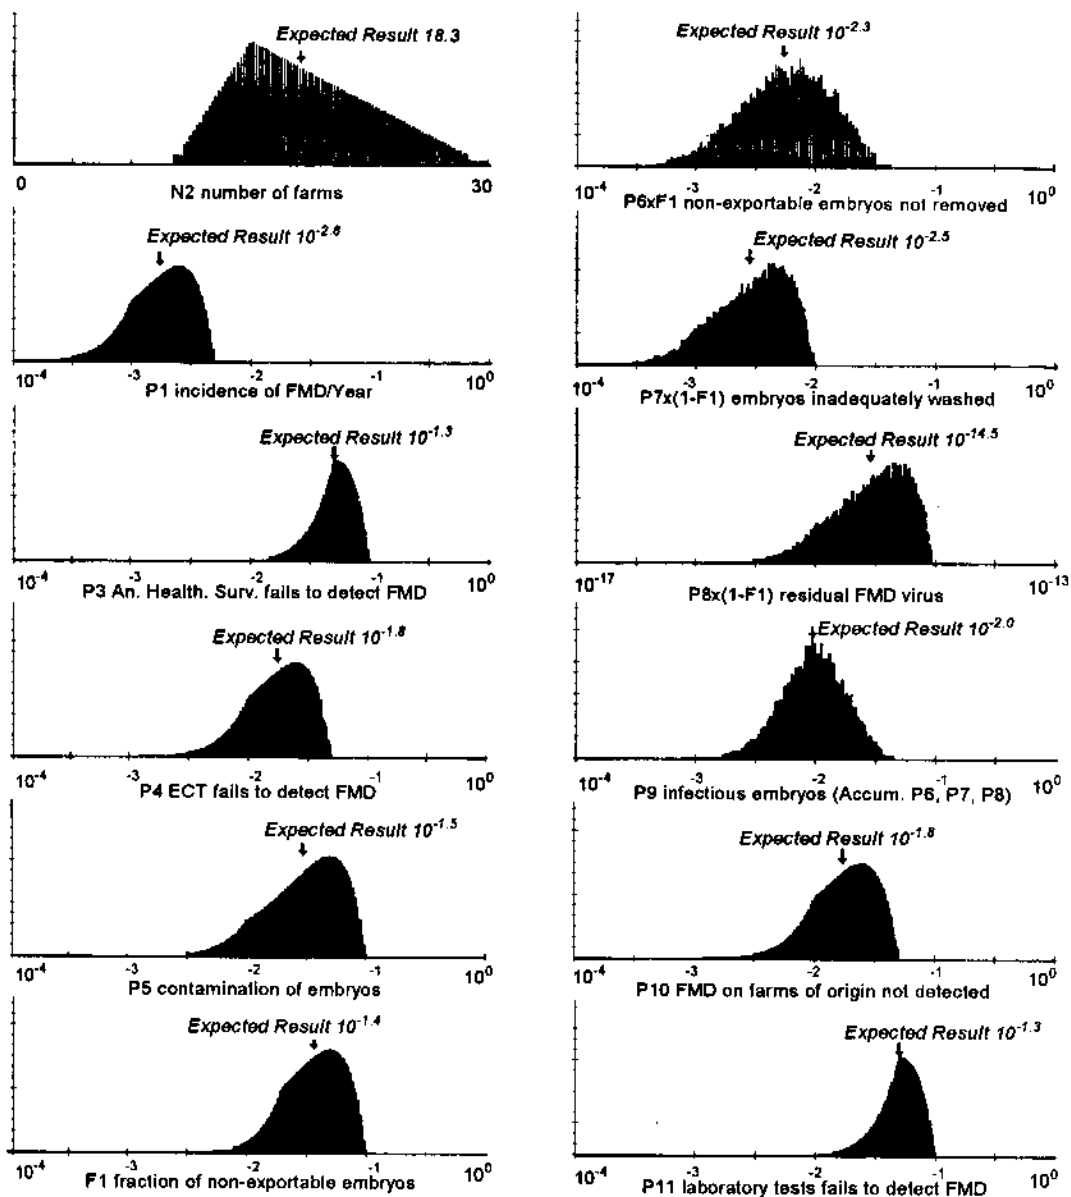 Expected Result 18.3
0 30
N2 number of farms
Expected Result 10^-2.8
10^-4 -3 -2 -1 10^0
P1 incidence of FMD/Year
Expected Result 10^-1.3
10^-4 -3 -2 -1 10^0
P3 An. Health. Surv. fails to detect FMD
Expected Result 10^-1.8
10^-4 -3 -2 -1 10^0
P4 ECT fails to detect FMD
Expected Result 10^-1.5
10^-4 -3 -2 -1 10^0
P5 contamination of embryos
Expected Result 10^-1.4
10^-4 -3 -2 -1 10^0
F1 fraction of non-exportable embryos
Expected Result 10^-2.3
10^-4 -3 -2 -1 10^0
P6xF1 non-exportable embryos not removed
Expected Result 10^-2.5
10^-4 -3 -2 -1 10^0
P7x(1-F1) embryos inadequately washed
Expected Result 10^-14.5
10^-17 10^-13
P8x(1-F1) residual FMD virus
Expected Result 10^-2.0
10^-4 -3 -2 -1 10^0
P9 infectious embryos (Accum. P6, P7, P8)
Expected Result 10^-1.8
10^-4 -3 -2 -1 10^0
P10 FMD on farms of origin not detected
Expected Result 10^-1.3
10^-4 -3 -2 -1 10^0
P11 laboratory tests fails to detect FMD